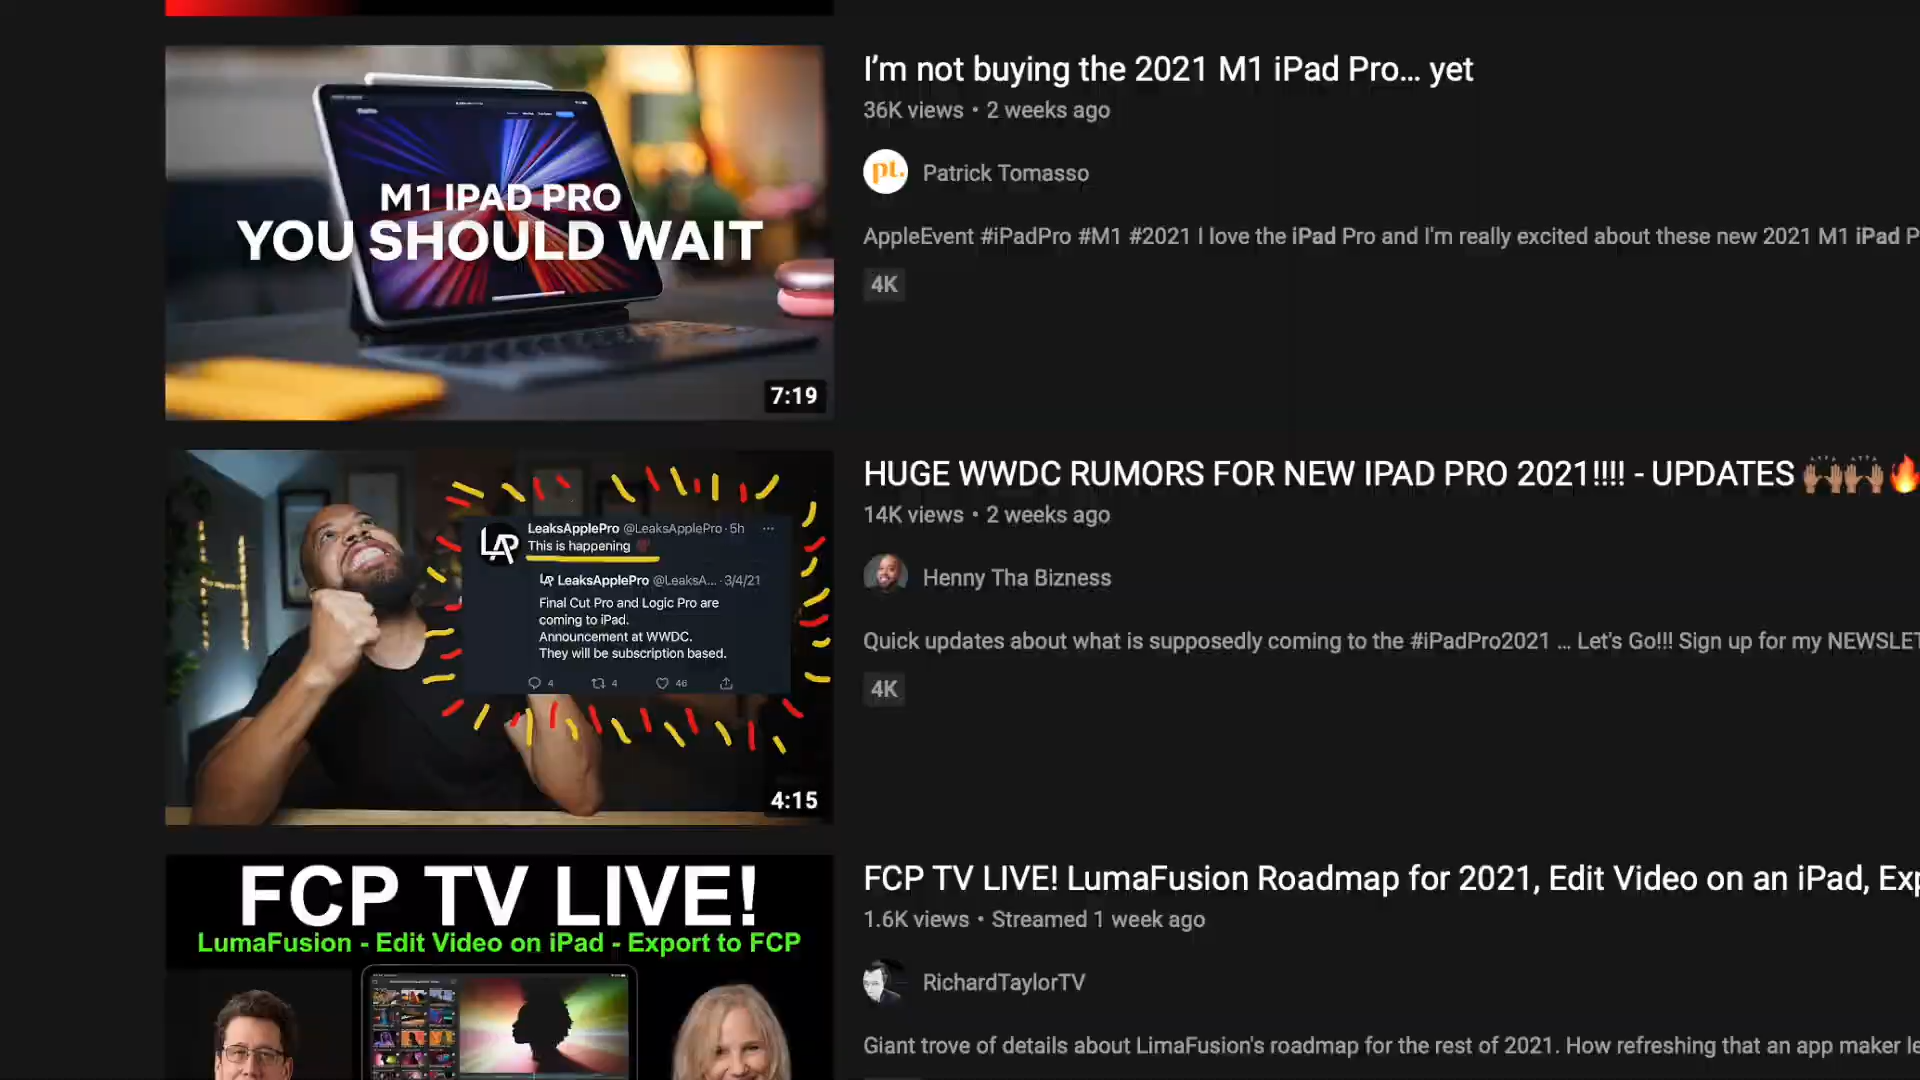 M1 IPAD PRO
YOU SHOULD WAIT
7:19
I’m not buying the 2021 M1 iPad Pro... yet
36K views • 2 weeks ago
pt.
Patrick Tomasso
AppleEvent #iPadPro #M1 #2021 I love the iPad Pro and I'm really excited about these new 2021 M1 iPad P
4K
LAP
LeaksApplePro @LeaksApplePro · 5h
This is happening
LeaksApplePro @LeaksA... · 3/4/21
Final Cut Pro and Logic Pro are
coming to iPad.
Announcement at WWDC.
They will be subscription based.
4 4 46
4:15
HUGE WWDC RUMORS FOR NEW IPAD PRO 2021!!!! - UPDATES 🙌🏽🙌🏽🔥
14K views • 2 weeks ago
Henny Tha Bizness
Quick updates about what is supposedly coming to the #iPadPro2021 ... Let's Go!!! Sign up for my NEWSLET
4K
FCP TV LIVE!
LumaFusion - Edit Video on iPad - Export to FCP
FCP TV LIVE! LumaFusion Roadmap for 2021, Edit Video on an iPad, Exp
1.6K views • Streamed 1 week ago
RichardTaylorTV
Giant trove of details about LimaFusion's roadmap for the rest of 2021. How refreshing that an app maker le